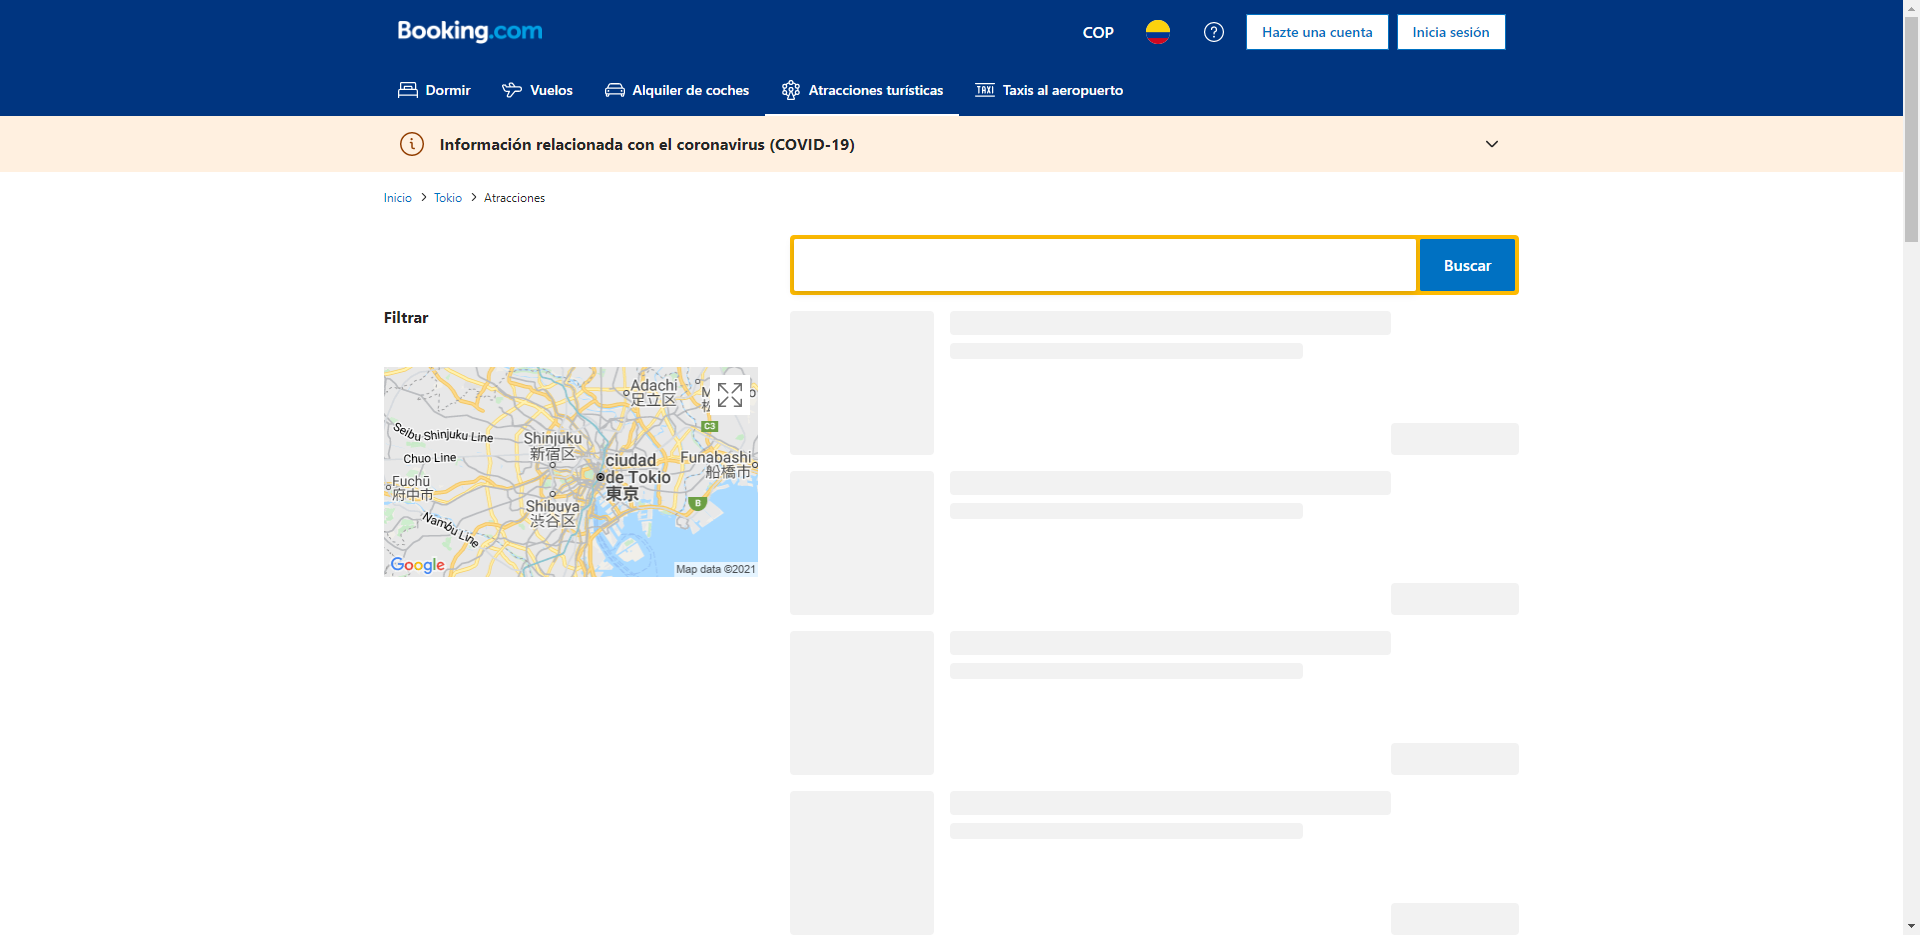 Booking.com
COP
Hazte una cuenta
Inicia sesión
Dormir
Vuelos
Alquiler de coches
Atracciones turísticas
TAXI
Taxis al aeropuerto
Información relacionada con el coronavirus (COVID-19)
Inicio
Tokio
Atracciones
Buscar
Filtrar
Adachi
足立区
C3
Seibu Shinjuku Line
Shinjuku
新宿区
Chuo Line
ciudad
de Tokio
東京
Funabashi
船橋市
Fuchū
府中市
Shibuya
渋谷区
B
Nambu Line
Google
Map data ©2021